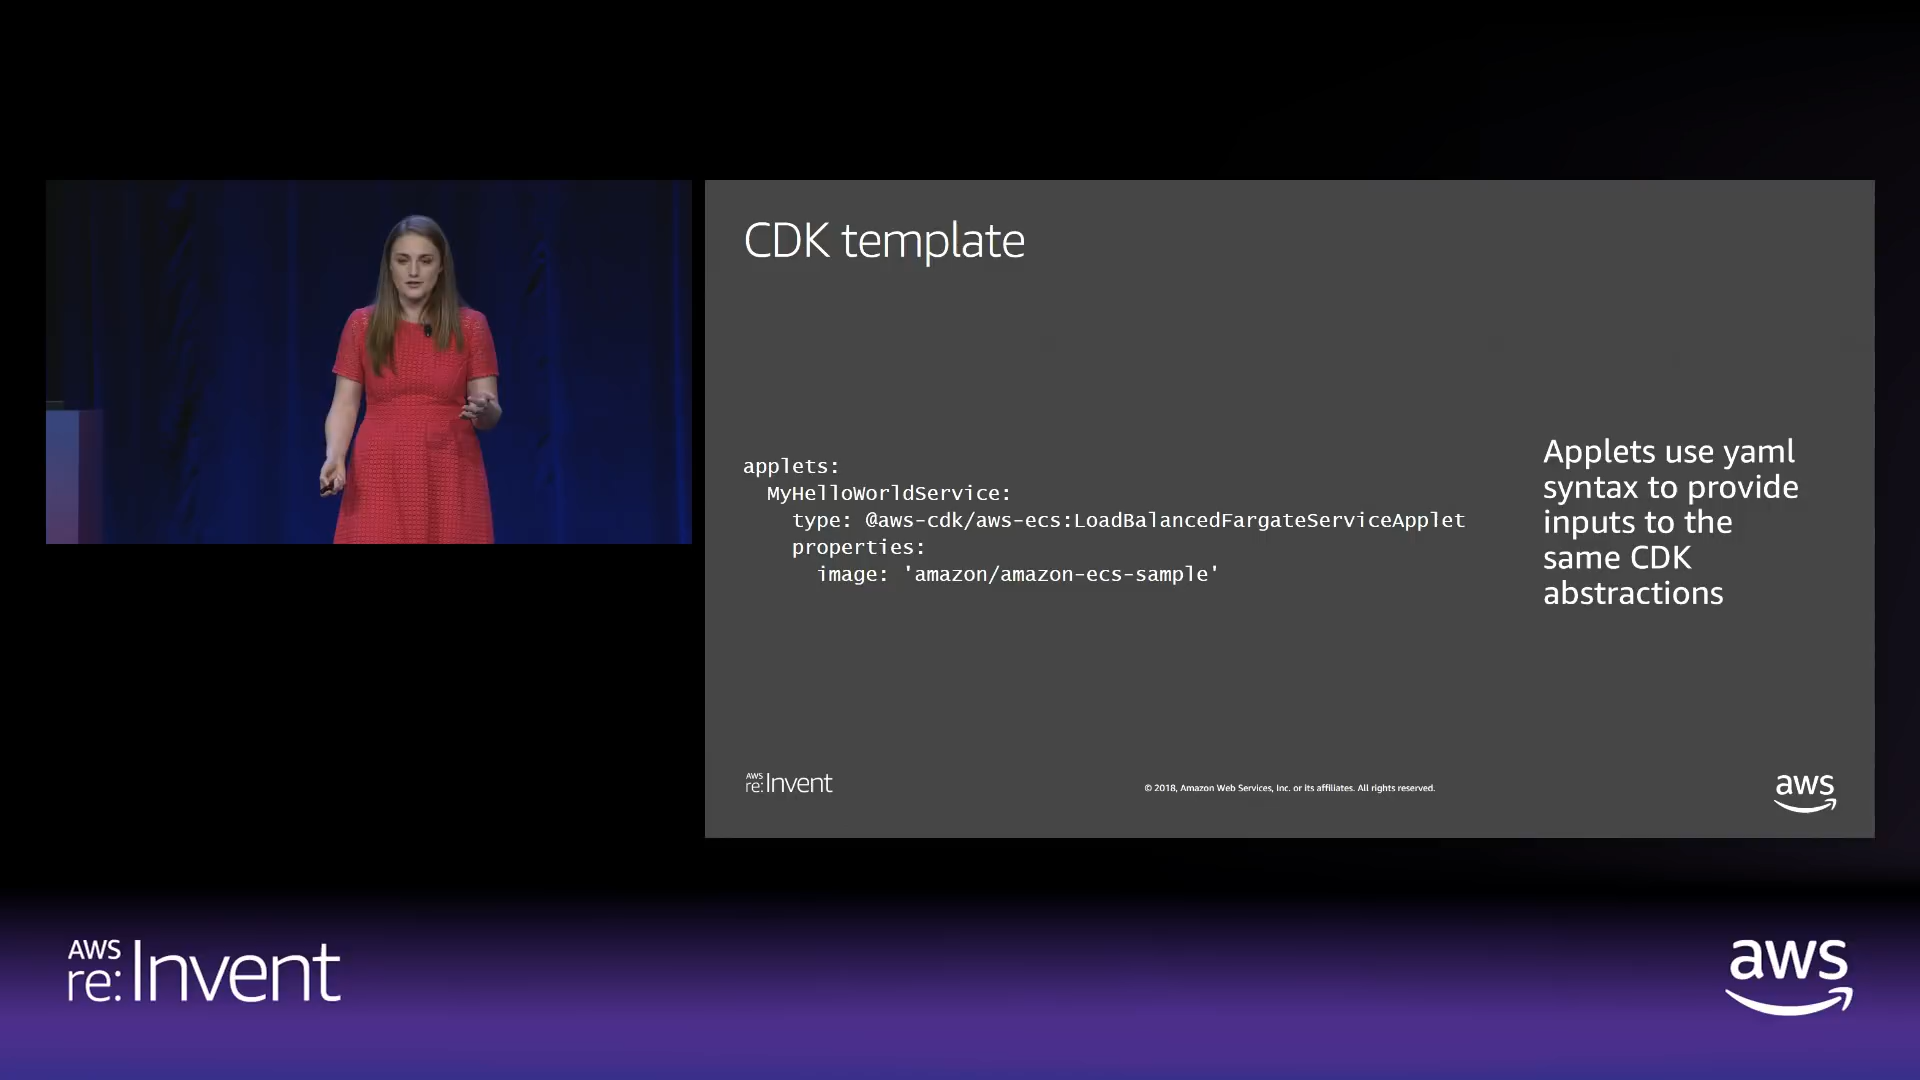 CDK template
applets:
  MyHelloWorldService:
    type: @aws-cdk/aws-ecs:LoadBalancedFargateServiceApplet
    properties:
      image: 'amazon/amazon-ecs-sample'
Applets use yaml
syntax to provide
inputs to the
same CDK
abstractions
AWS
re:Invent
© 2018, Amazon Web Services, Inc. or its affiliates. All rights reserved.
aws
AWS
re:Invent
aws